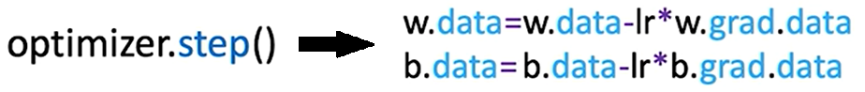 optimizer.step()
w.data=w.data-lr*w.grad.data
b.data=b.data-lr*b.grad.data